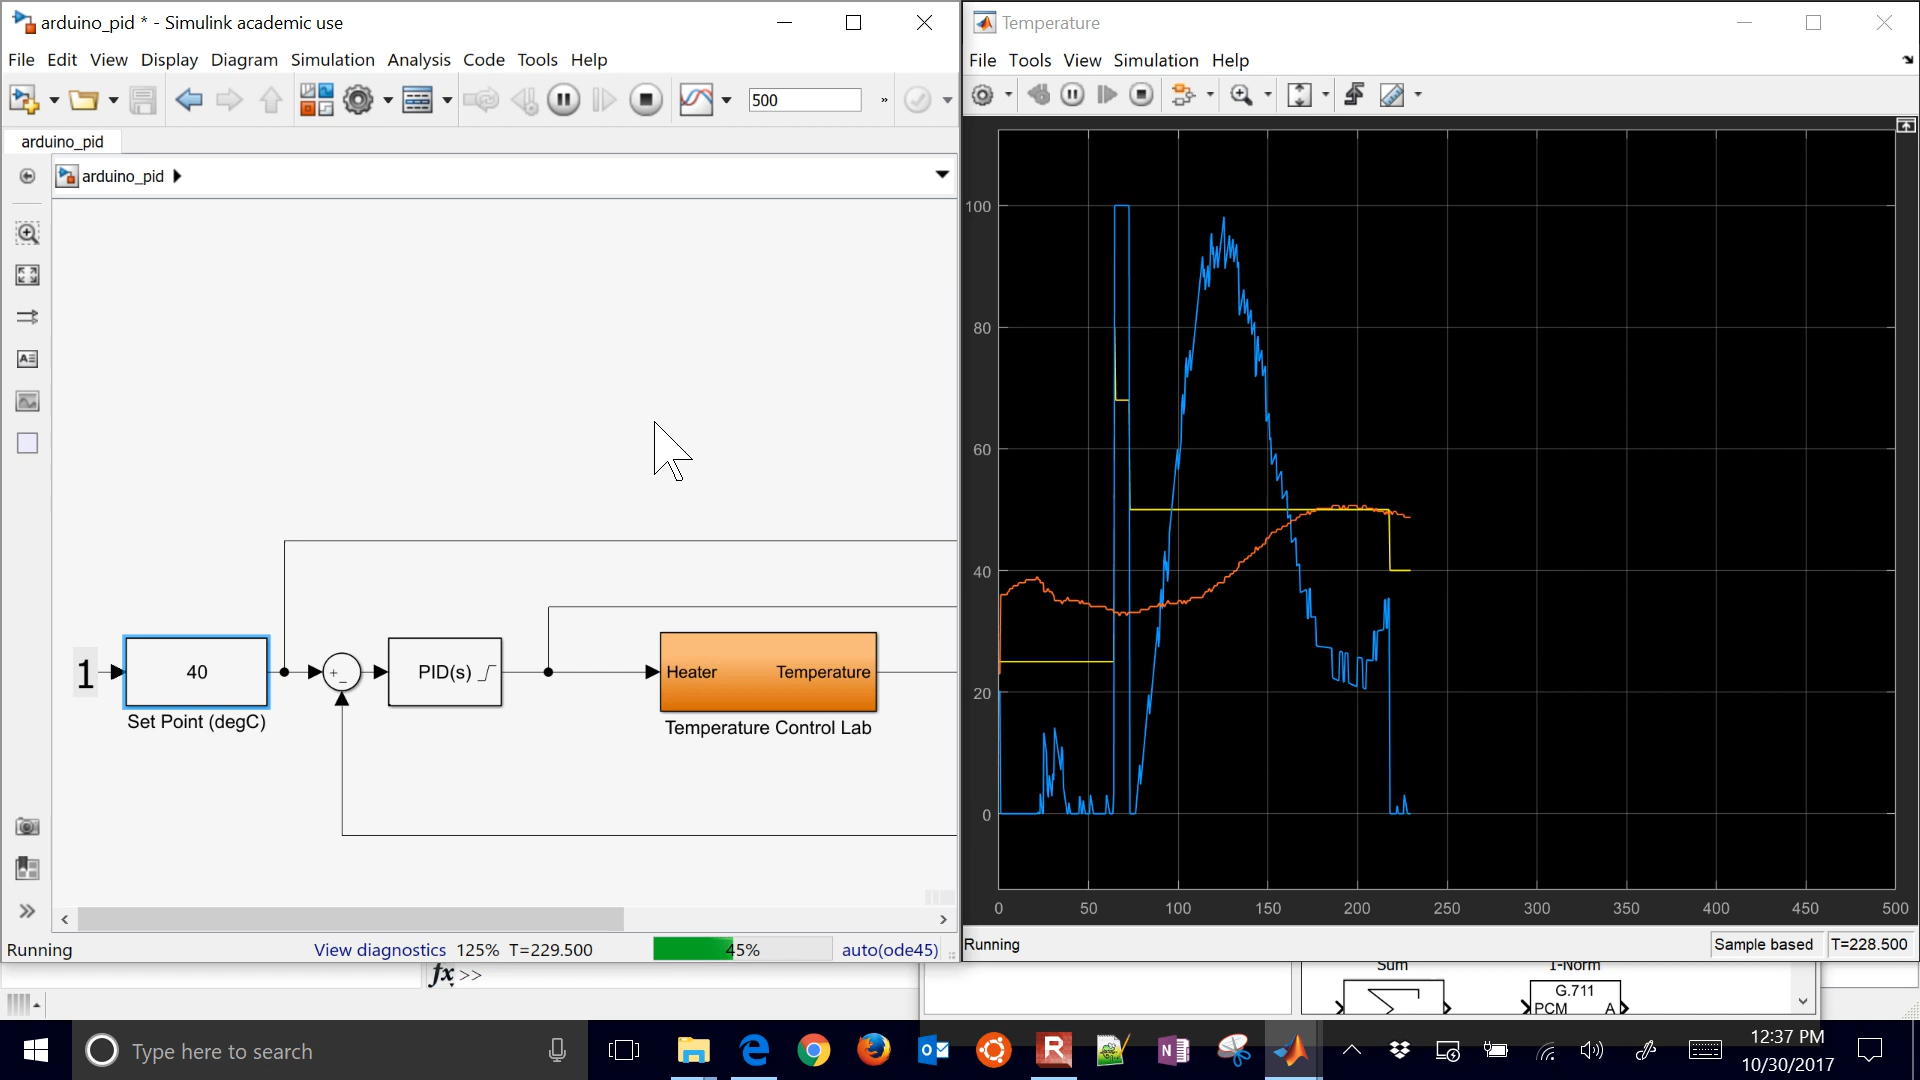 arduino_pid * - Simulink academic use
File Edit View Display Diagram Simulation Analysis Code Tools Help
500
»
arduino_pid
arduino_pid
1
40
Set Point (degC)
+
−
PID(s)
Heater Temperature
Temperature Control Lab
Running View diagnostics 125% T=229.500 45% auto(ode45)
fx >>
Temperature
File Tools View Simulation Help
100
80
60
40
20
0
0 50 100 150 200 250 300 350 400 450 500
Running Sample based T=228.500
Sum 1-Norm
G.711
PCM A
Type here to search
12:37 PM
10/30/2017